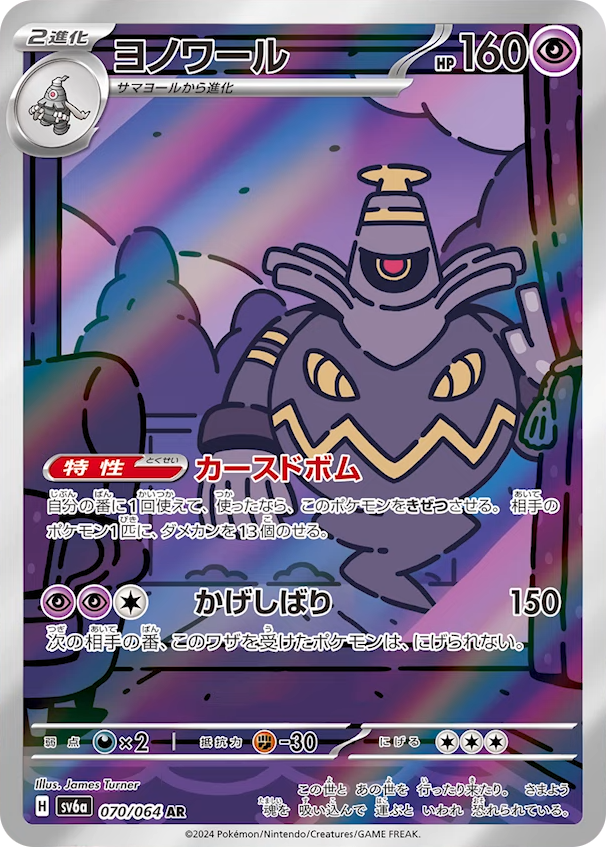 2進化 ヨノワール HP 160
サマヨールから進化
特性 とくせい カースドボム
自分の番に1回使えて、使ったなら、このポケモンをきぜつさせる。相手の
ポケモン1匹に、ダメカンを13個のせる。
かげしばり 150
次の相手の番、このワザを受けたポケモンは、にげられない。
弱点 ×2 抵抗力 -30 にげる
Illus. James Turner
この世と あの世を 行ったり来たり。 さまよう
H sv6a 070/064 AR 魂を 吸い込んで 運ぶと いわれ 恐れられている。
©2024 Pokémon/Nintendo/Creatures/GAME FREAK.